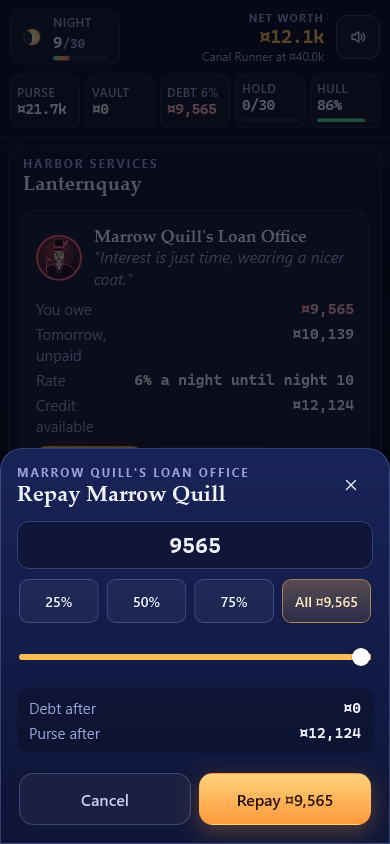 NIGHT
9/30
NET WORTH
¤12.1k
Canal Runner at ¤40.0k
PURSE
¤21.7k
VAULT
¤0
DEBT 6%
¤9,565
HOLD
0/30
HULL
86%
HARBOR SERVICES
Lanternquay
Marrow Quill's Loan Office
"Interest is just time, wearing a nicer
coat."
You owe ¤9,565
Tomorrow, ¤10,139
unpaid
Rate 6% a night until night 10
Credit ¤12,124
available
MARROW QUILL'S LOAN OFFICE
Repay Marrow Quill
×
9565
25% 50% 75% All ¤9,565
Debt after ¤0
Purse after ¤12,124
Cancel Repay ¤9,565